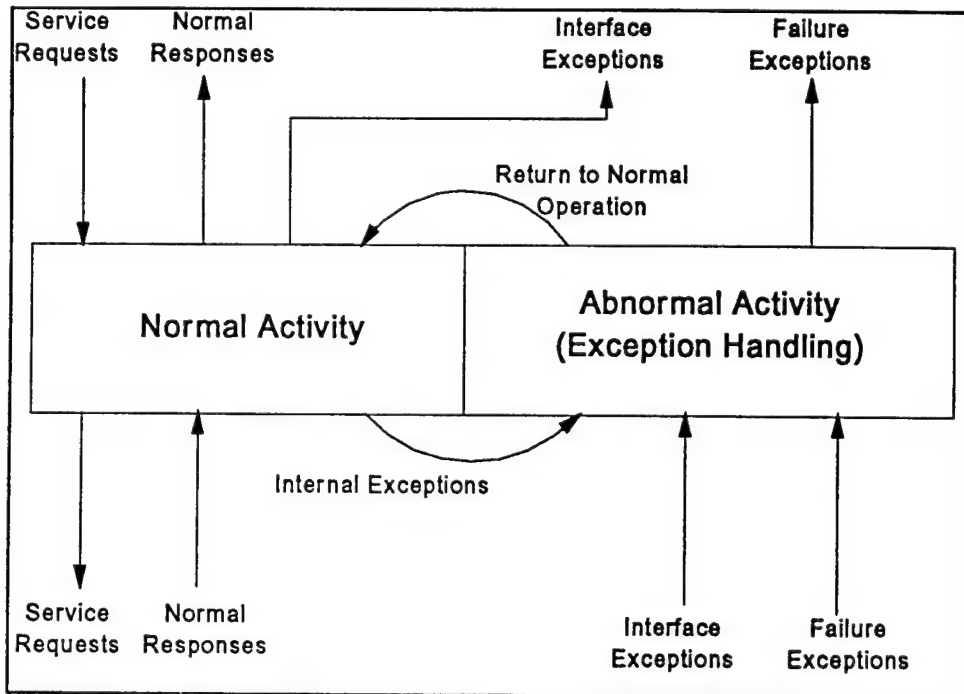 Service
Requests
Normal
Responses
Interface
Exceptions
Failure
Exceptions
Return to Normal
Operation
Normal Activity
Abnormal Activity
(Exception Handling)
Internal Exceptions
Service
Requests
Normal
Responses
Interface
Exceptions
Failure
Exceptions